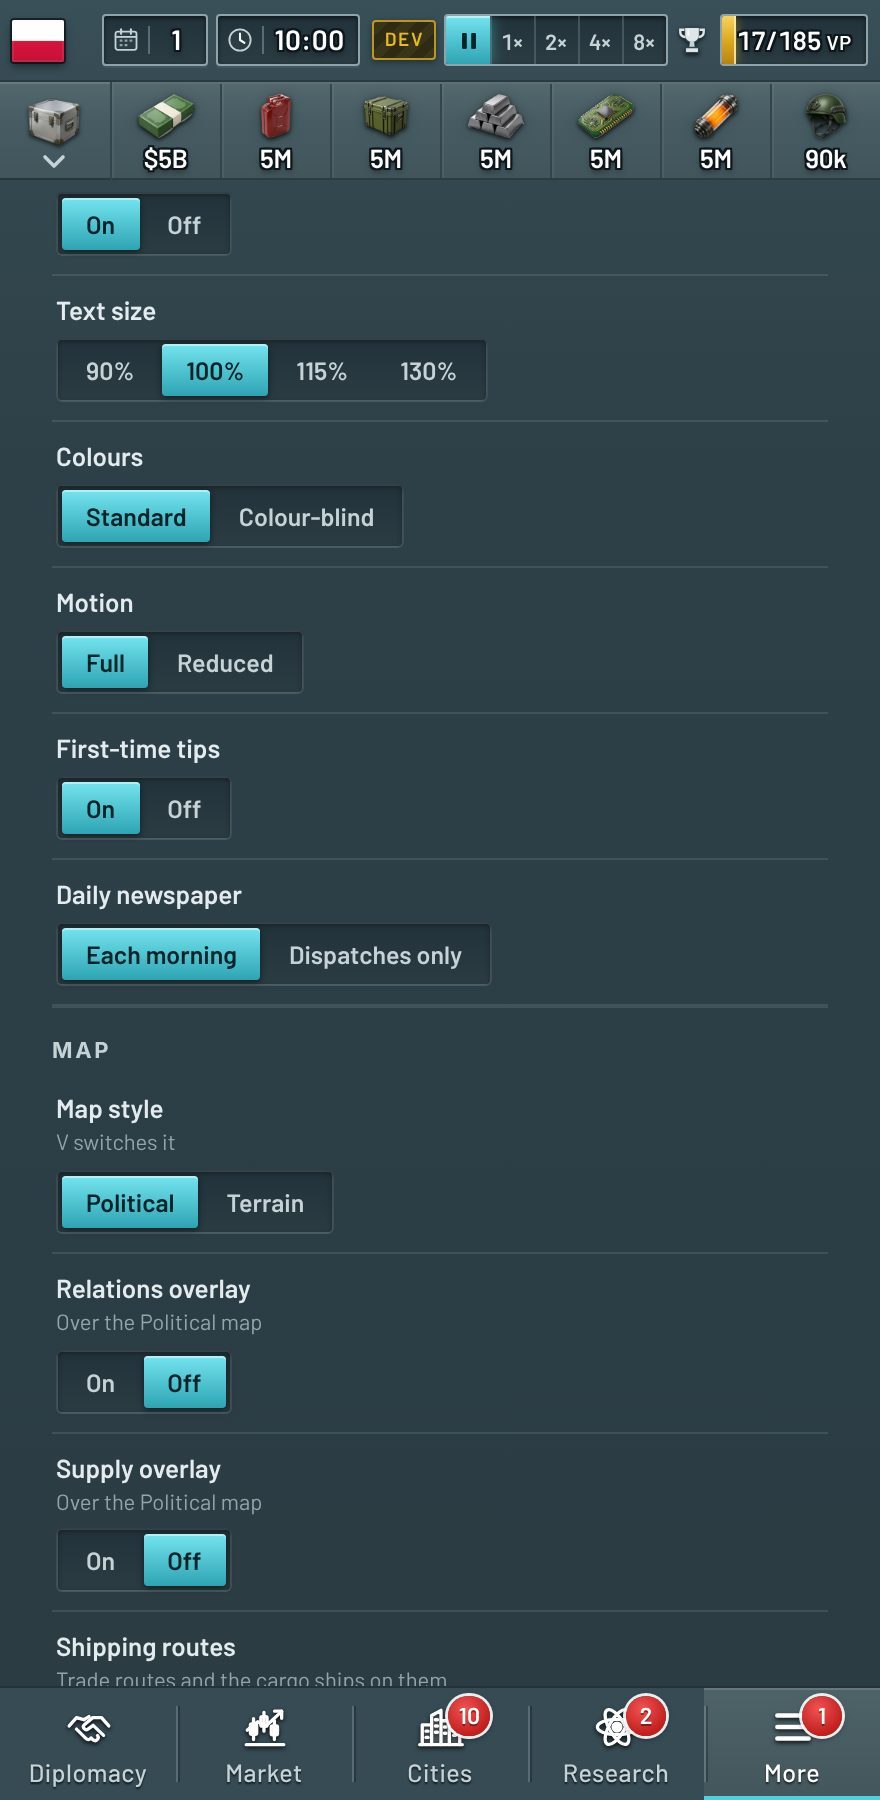 1
10:00
DEV
1×
2×
4×
8×
17/185 VP
$5B
5M
5M
5M
5M
5M
90k
On
Off
Text size
90%
100%
115%
130%
Colours
Standard
Colour-blind
Motion
Full
Reduced
First-time tips
On
Off
Daily newspaper
Each morning
Dispatches only
MAP
Map style
V switches it
Political
Terrain
Relations overlay
Over the Political map
On
Off
Supply overlay
Over the Political map
On
Off
Shipping routes
Trade routes and the cargo ships on them
10
2
1
Diplomacy
Market
Cities
Research
More